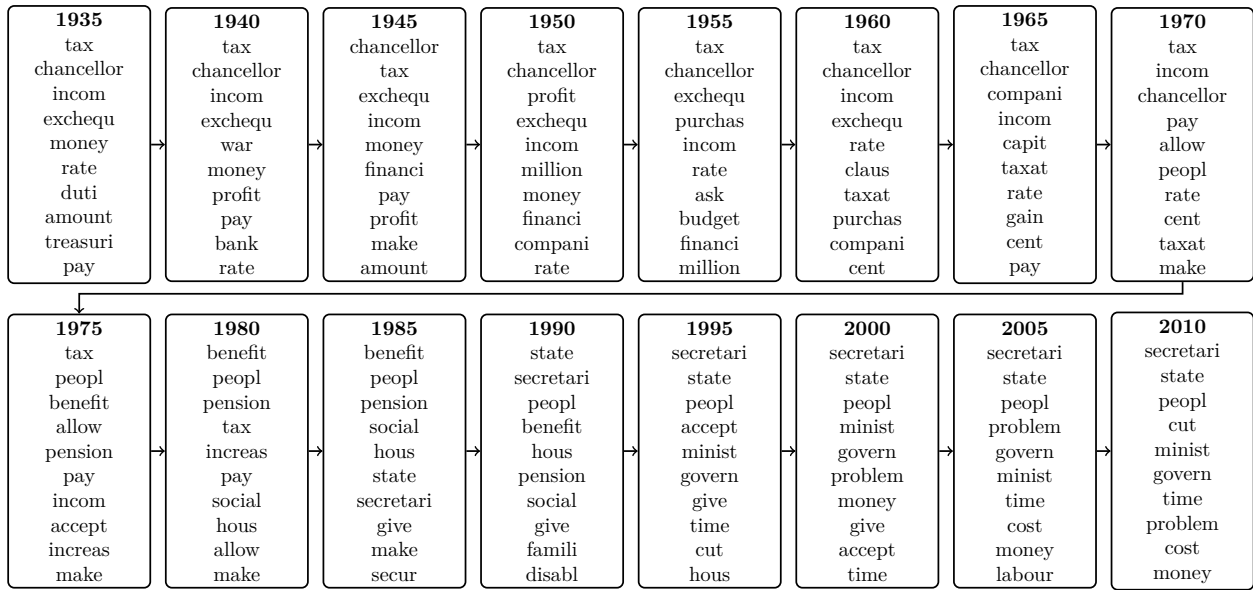 1935
tax
chancellor
incom
exchequ
money
rate
duti
amount
treasuri
pay
1940
tax
chancellor
incom
exchequ
war
money
profit
pay
bank
rate
1945
chancellor
tax
exchequ
incom
money
financi
pay
profit
make
amount
1950
tax
chancellor
profit
exchequ
incom
million
money
financi
compani
rate
1955
tax
chancellor
exchequ
purchas
incom
rate
ask
budget
financi
million
1960
tax
chancellor
incom
exchequ
rate
claus
taxat
purchas
compani
cent
1965
tax
chancellor
compani
incom
capit
taxat
rate
gain
cent
pay
1970
tax
incom
chancellor
pay
allow
peopl
rate
cent
taxat
make
1975
tax
peopl
benefit
allow
pension
pay
incom
accept
increas
make
1980
benefit
peopl
pension
tax
increas
pay
social
hous
allow
make
1985
benefit
peopl
pension
social
hous
state
secretari
give
make
secur
1990
state
secretari
peopl
benefit
hous
pension
social
give
famili
disabl
1995
secretari
state
peopl
accept
minist
govern
give
time
cut
hous
2000
secretari
state
peopl
minist
govern
problem
money
give
accept
time
2005
secretari
state
peopl
problem
govern
minist
time
cost
money
labour
2010
secretari
state
peopl
cut
minist
govern
time
problem
cost
money